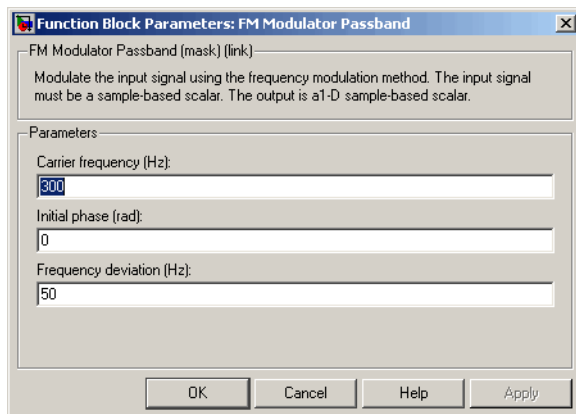 Function Block Parameters: FM Modulator Passband
FM Modulator Passband (mask) (link)
Modulate the input signal using the frequency modulation method. The input signal
must be a sample-based scalar. The output is a1-D sample-based scalar.
Parameters
Carrier frequency (Hz):
300
Initial phase (rad):
0
Frequency deviation (Hz):
50
OK Cancel Help Apply